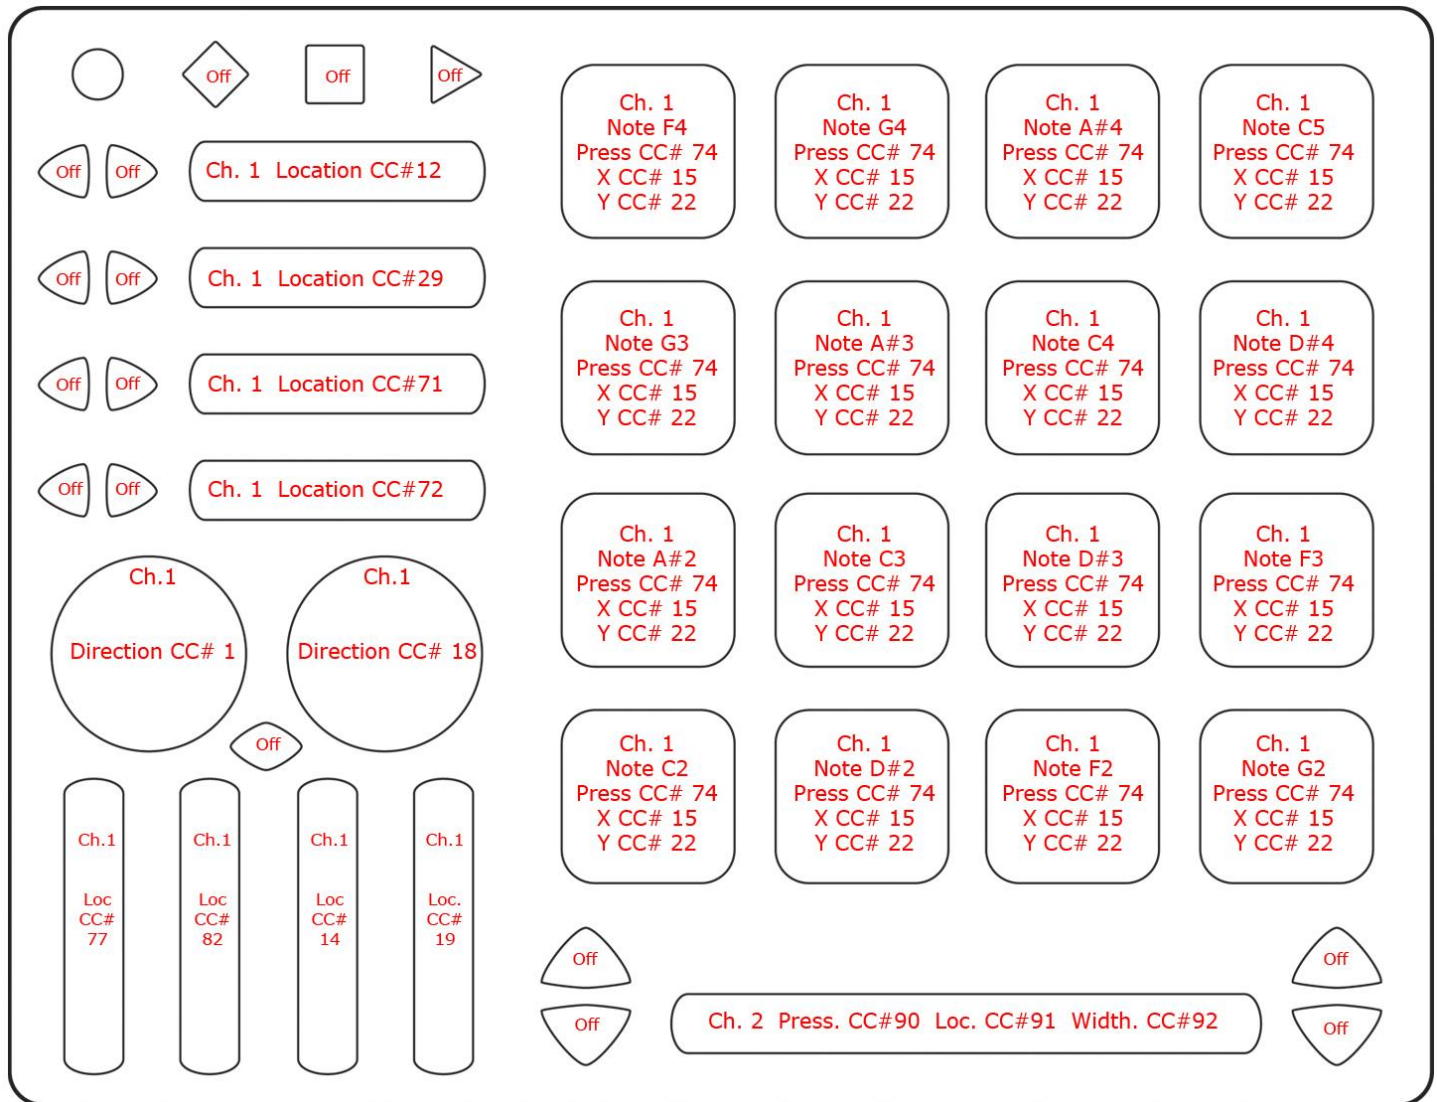 Off
Off
Off
Off
Off
Ch. 1  Location CC#12
Off
Off
Ch. 1  Location CC#29
Off
Off
Ch. 1  Location CC#71
Off
Off
Ch. 1  Location CC#72
Ch.1
Direction CC# 1
Ch.1
Direction CC# 18
Off
Ch.1
Loc
CC#
77
Ch.1
Loc
CC#
82
Ch.1
Loc
CC#
14
Ch.1
Loc.
CC#
19
Ch. 1
Note F4
Press CC# 74
X CC# 15
Y CC# 22
Ch. 1
Note G4
Press CC# 74
X CC# 15
Y CC# 22
Ch. 1
Note A#4
Press CC# 74
X CC# 15
Y CC# 22
Ch. 1
Note C5
Press CC# 74
X CC# 15
Y CC# 22
Ch. 1
Note G3
Press CC# 74
X CC# 15
Y CC# 22
Ch. 1
Note A#3
Press CC# 74
X CC# 15
Y CC# 22
Ch. 1
Note C4
Press CC# 74
X CC# 15
Y CC# 22
Ch. 1
Note D#4
Press CC# 74
X CC# 15
Y CC# 22
Ch. 1
Note A#2
Press CC# 74
X CC# 15
Y CC# 22
Ch. 1
Note C3
Press CC# 74
X CC# 15
Y CC# 22
Ch. 1
Note D#3
Press CC# 74
X CC# 15
Y CC# 22
Ch. 1
Note F3
Press CC# 74
X CC# 15
Y CC# 22
Ch. 1
Note C2
Press CC# 74
X CC# 15
Y CC# 22
Ch. 1
Note D#2
Press CC# 74
X CC# 15
Y CC# 22
Ch. 1
Note F2
Press CC# 74
X CC# 15
Y CC# 22
Ch. 1
Note G2
Press CC# 74
X CC# 15
Y CC# 22
Off
Off
Ch. 2  Press. CC#90  Loc. CC#91  Width. CC#92
Off
Off